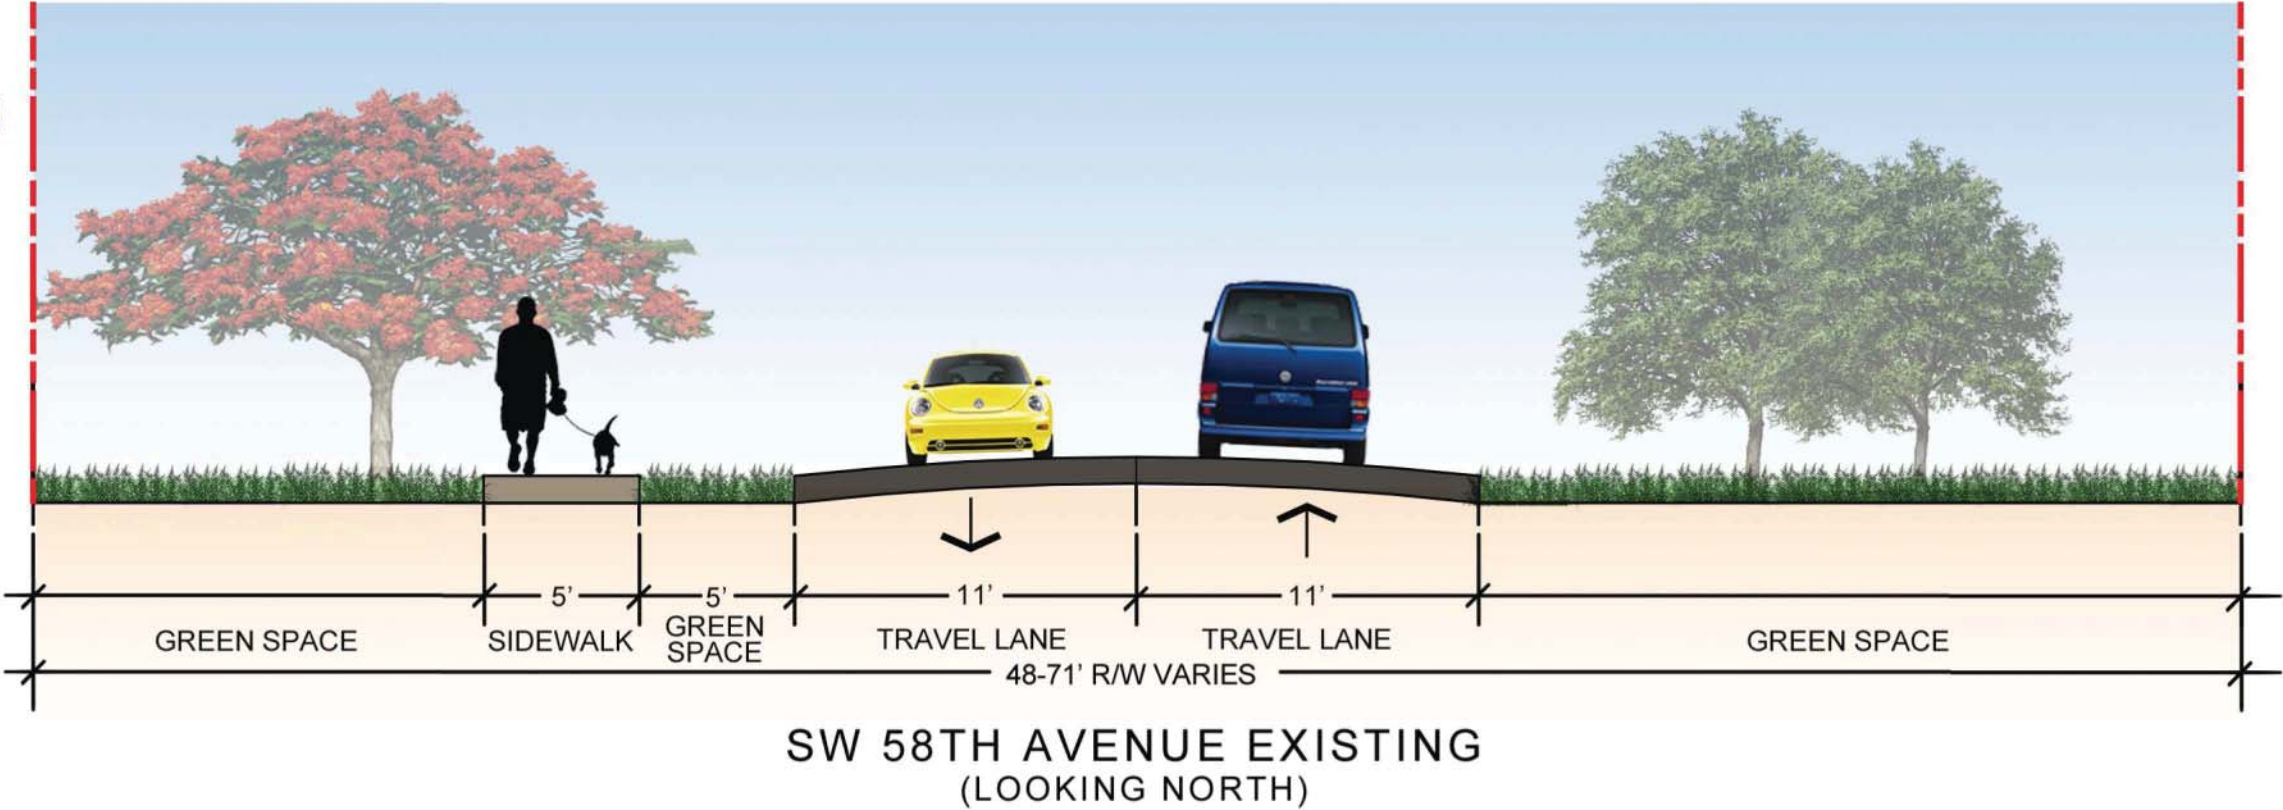 5’
5’
11’
11’
GREEN SPACE
SIDEWALK
GREEN
SPACE
TRAVEL LANE
TRAVEL LANE
GREEN SPACE
48-71’ R/W VARIES
SW 58TH AVENUE EXISTING
(LOOKING NORTH)